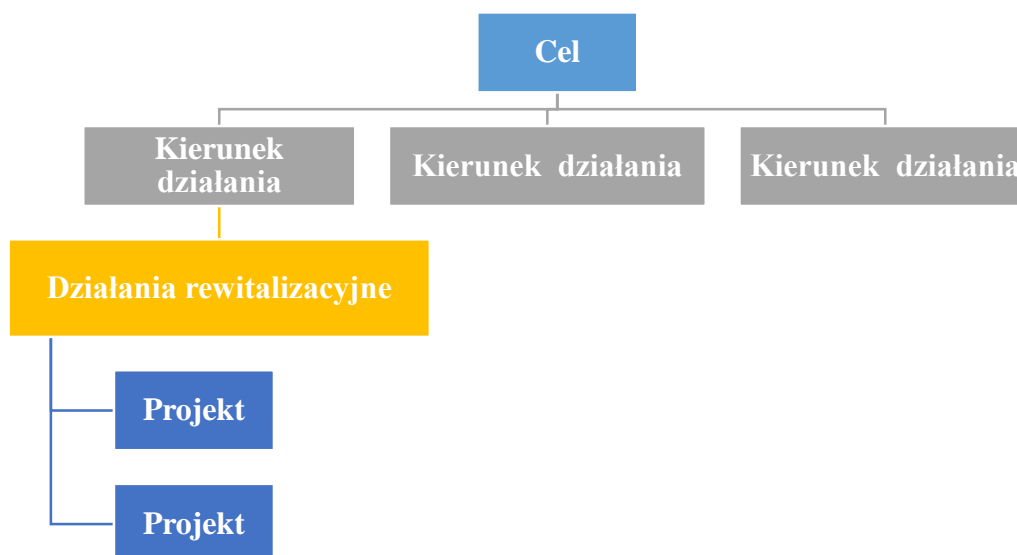 Cel
Kierunek
działania
Kierunek działania
Kierunek działania
Działania rewitalizacyjne
Projekt
Projekt